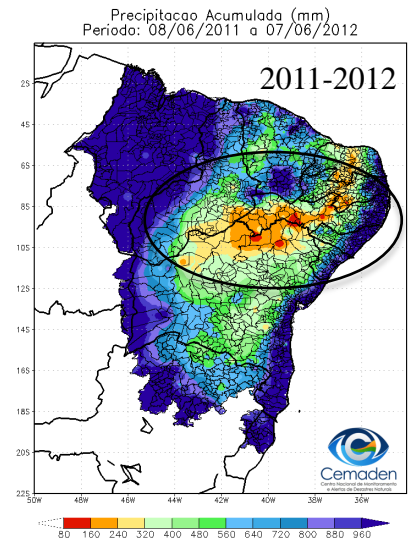 Precipitacao Acumulada (mm)
Periodo: 08/06/2011 a 07/06/2012
2011-2012
2S
4S
6S
8S
10S
12S
14S
16S
18S
20S
22S
50W 48W 46W 44W 42W 40W 38W 36W
Cemaden
Centro Nacional de Monitoramento
e Alertas de Desastres Naturais
80 160 240 320 400 480 560 640 720 800 880 960